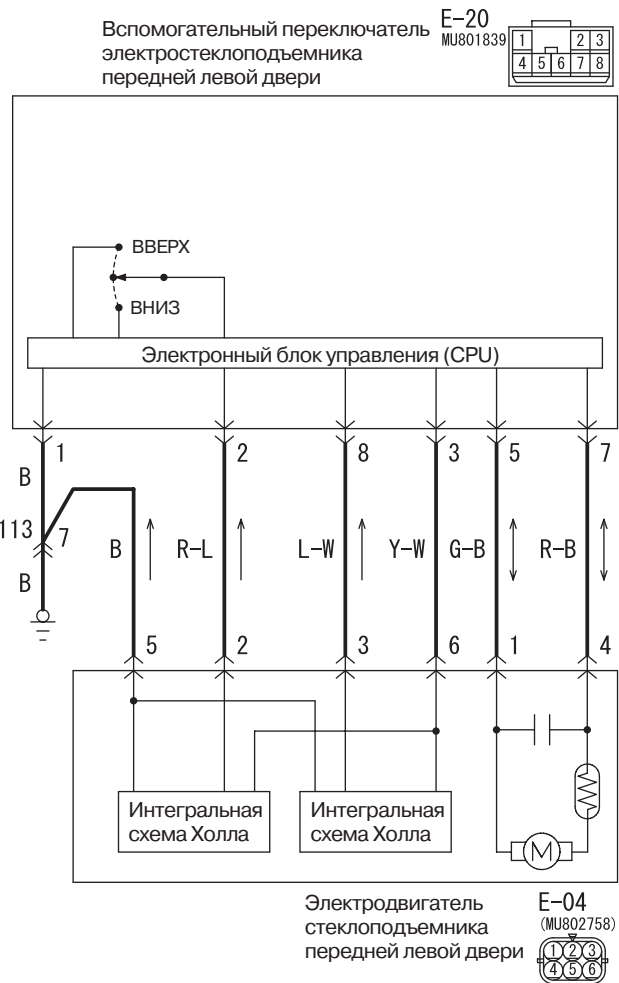 Вспомогательный переключатель
электростеклоподъемника
передней левой двери
E-20
MU801839
1 2 3
4 5 6 7 8
ВВЕРХ
ВНИЗ
Электронный блок управления (CPU)
1 2 8 3 5 7
B
113 7
B R-L L-W Y-W G-B R-B
B
5 2 3 6 1 4
Интегральная
схема Холла
Интегральная
схема Холла
M
Электродвигатель
стеклоподъемника
передней левой двери
E-04
(MU802758)
1 2 3
4 5 6